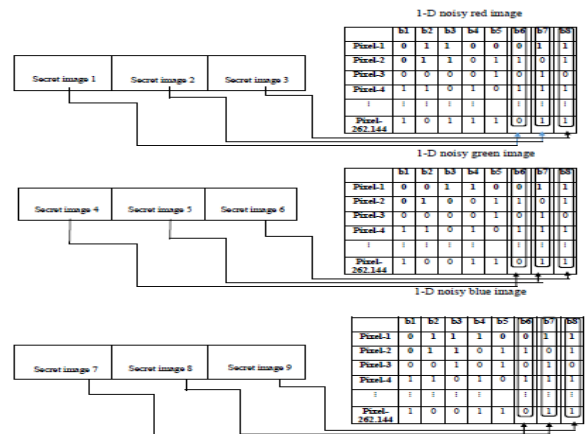 1-D noisy red image
b1 b2 b3 b4 b5 b6 b7 b8
Pixel-1 0 1 1 0 0 0 1 1
Pixel-2 0 1 1 0 1 1 0 1
Pixel-3 0 0 0 0 1 0 1 0
Pixel-4 1 1 0 1 0 1 1 1
⋮ ⋮ ⋮ ⋮ ⋮ ⋮ ⋮ ⋮ ⋮
Pixel-
262.144 1 0 1 1 1 0 1 1
Secret image 1 Secret image 2 Secret image 3
1-D noisy green image
b1 b2 b3 b4 b5 b6 b7 b8
Pixel-1 0 0 1 1 0 0 1 1
Pixel-2 0 1 0 0 1 1 0 1
Pixel-3 0 0 0 0 1 0 1 0
Pixel-4 1 1 0 1 0 1 1 1
⋮ ⋮ ⋮ ⋮ ⋮ ⋮ ⋮ ⋮ ⋮
Pixel-
262.144 1 0 0 1 1 0 1 1
Secret image 4 Secret image 5 Secret image 6
1-D noisy blue image
b1 b2 b3 b4 b5 b6 b7 b8
Pixel-1 0 1 1 1 0 0 1 1
Pixel-2 0 1 1 0 1 1 0 1
Pixel-3 0 0 1 0 1 0 1 0
Pixel-4 1 1 0 1 0 1 1 1
⋮ ⋮ ⋮ ⋮ ⋮ ⋮ ⋮ ⋮ ⋮
Pixel-
262.144 1 0 0 1 1 0 1 1
Secret image 7 Secret image 8 Secret image 9